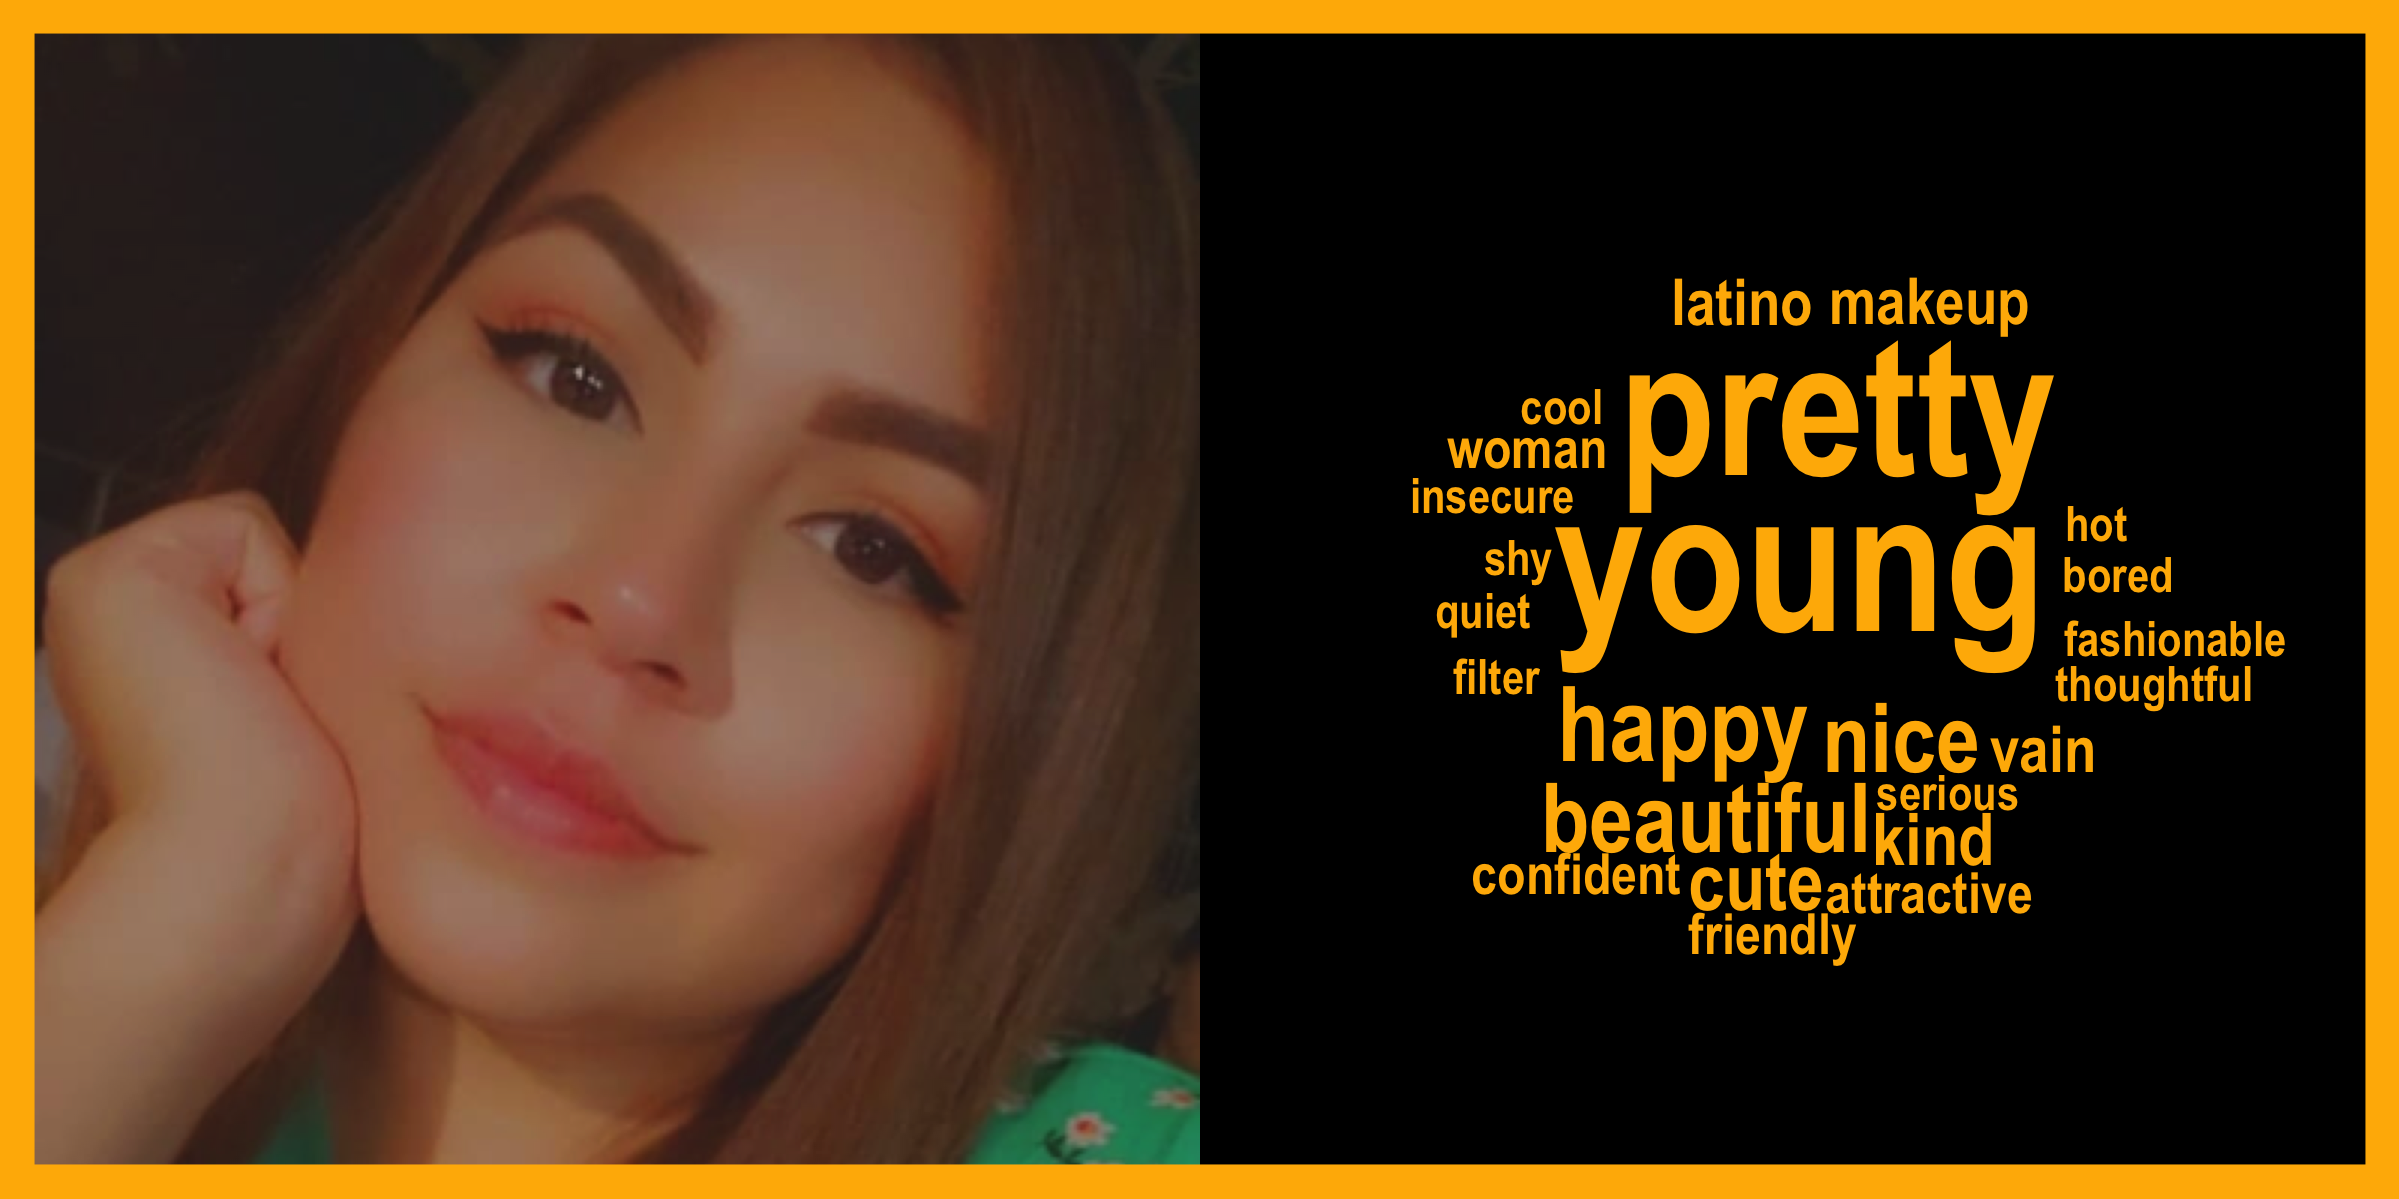 latino makeup
pretty
cool
woman
insecure
young
hot
shy
bored
quiet
fashionable
filter
thoughtful
happy nice vain
beautiful serious
kind
confident cute attractive
friendly